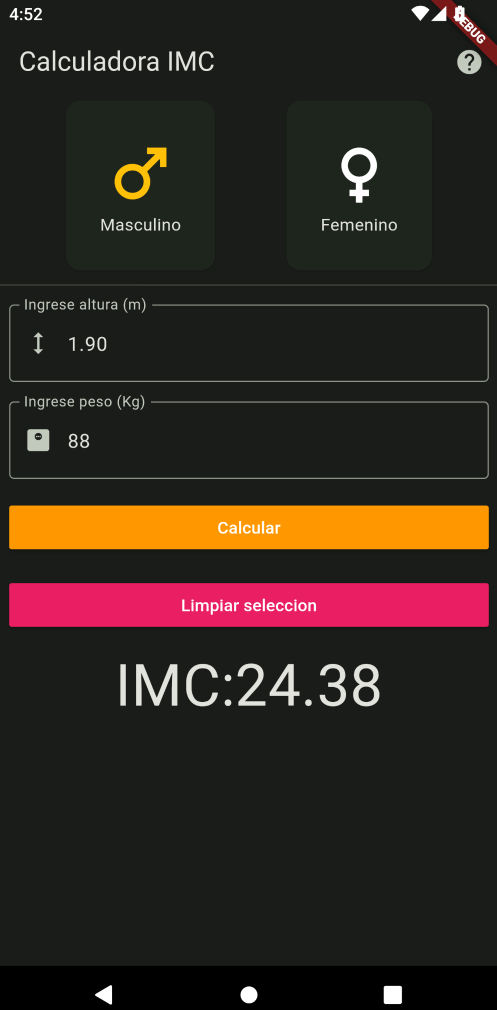 4:52
DEBUG
Calculadora IMC
Masculino
Femenino
Ingrese altura (m)
1.90
Ingrese peso (Kg)
88
Calcular
Limpiar seleccion
IMC:24.38